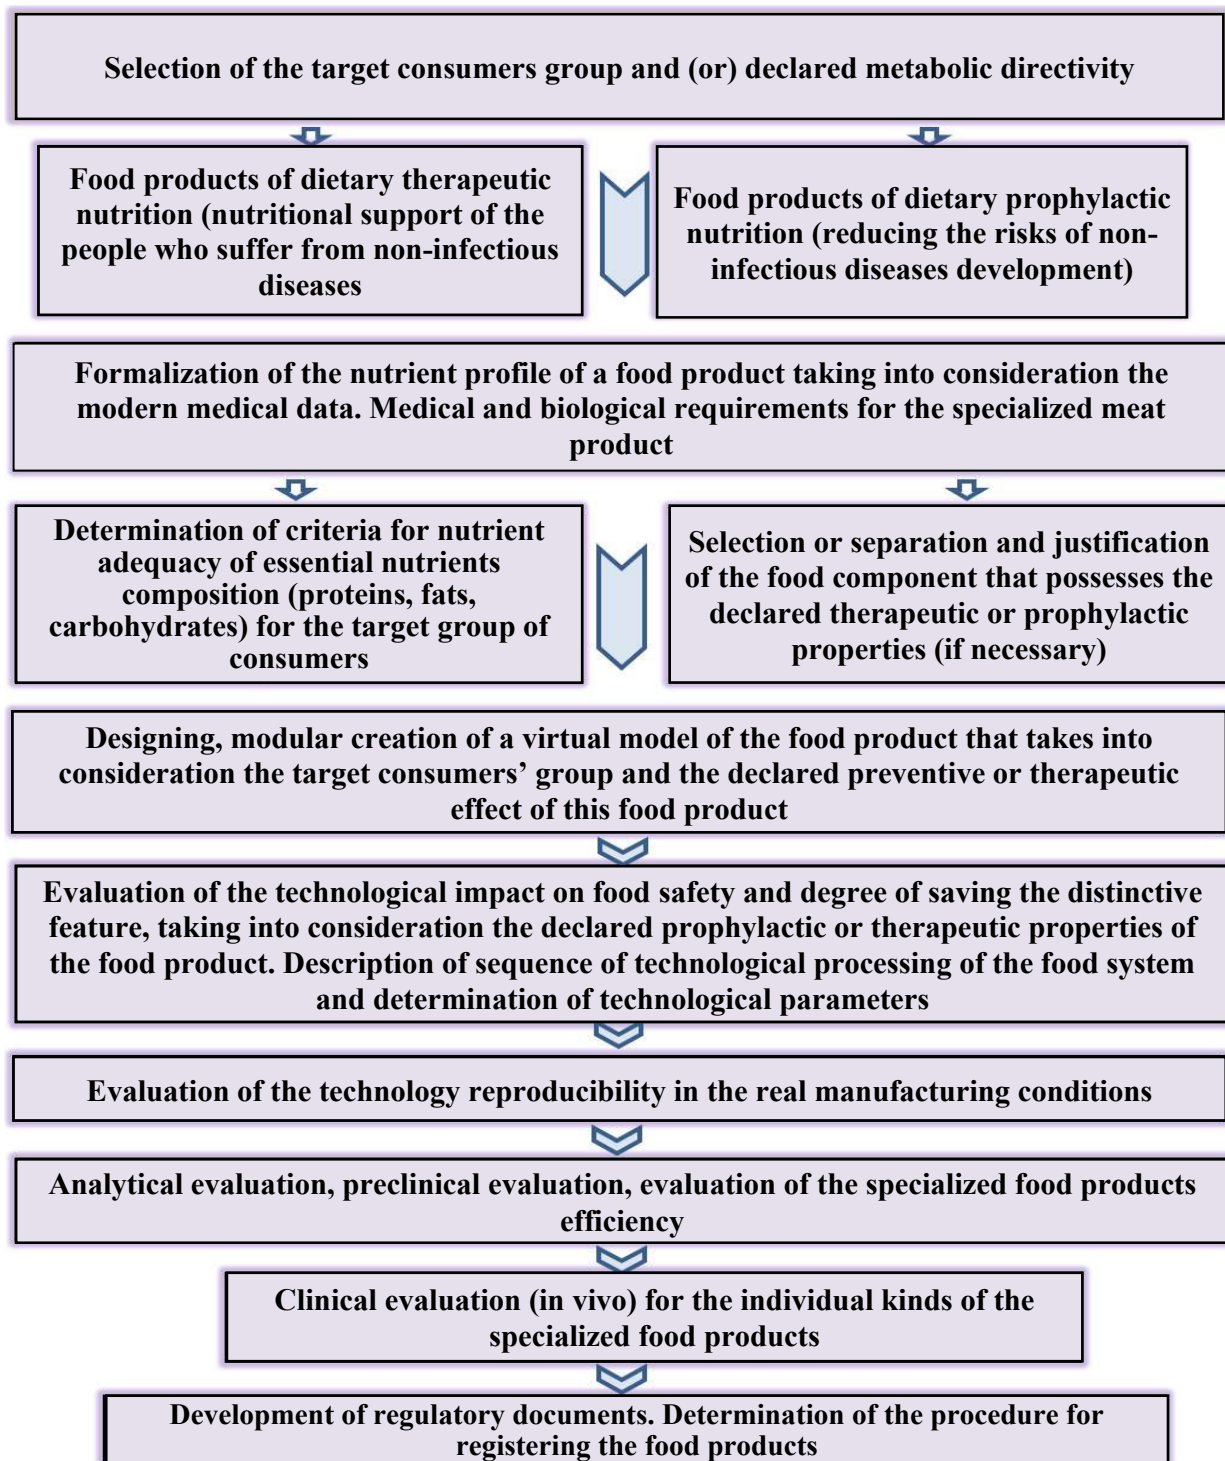 Selection of the target consumers group and (or) declared metabolic directivity
Food products of dietary therapeutic
nutrition (nutritional support of the
people who suffer from non-infectious
diseases
Food products of dietary prophylactic
nutrition (reducing the risks of non-
infectious diseases development)
Formalization of the nutrient profile of a food product taking into consideration the
modern medical data. Medical and biological requirements for the specialized meat
product
Determination of criteria for nutrient
adequacy of essential nutrients
composition (proteins, fats,
carbohydrates) for the target group of
consumers
Selection or separation and justification
of the food component that possesses the
declared therapeutic or prophylactic
properties (if necessary)
Designing, modular creation of a virtual model of the food product that takes into
consideration the target consumers’ group and the declared preventive or therapeutic
effect of this food product
Evaluation of the technological impact on food safety and degree of saving the distinctive
feature, taking into consideration the declared prophylactic or therapeutic properties of
the food product. Description of sequence of technological processing of the food system
and determination of technological parameters
Evaluation of the technology reproducibility in the real manufacturing conditions
Analytical evaluation, preclinical evaluation, evaluation of the specialized food products
efficiency
Clinical evaluation (in vivo) for the individual kinds of the
specialized food products
Development of regulatory documents. Determination of the procedure for
registering the food products